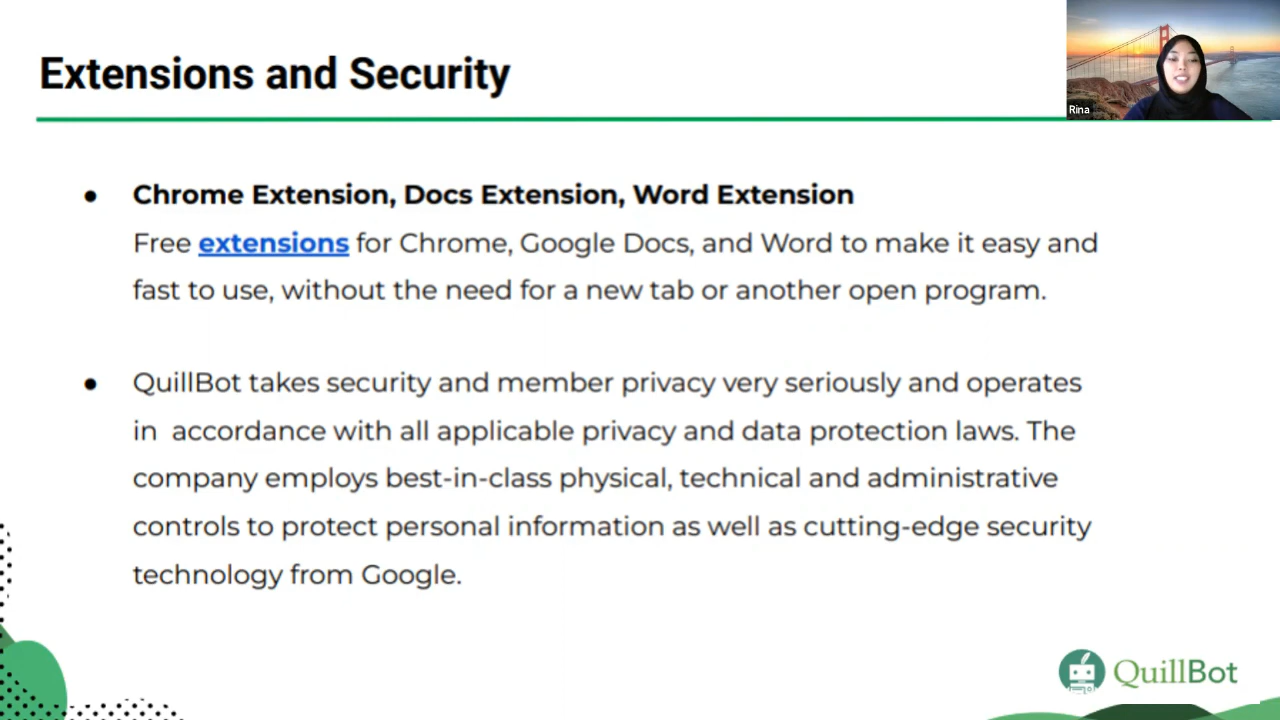 Extensions and Security
Rina
● Chrome Extension, Docs Extension, Word Extension
Free extensions for Chrome, Google Docs, and Word to make it easy and
fast to use, without the need for a new tab or another open program.
● QuillBot takes security and member privacy very seriously and operates
in  accordance with all applicable privacy and data protection laws. The
company employs best-in-class physical, technical and administrative
controls to protect personal information as well as cutting-edge security
technology from Google.
QuillBot